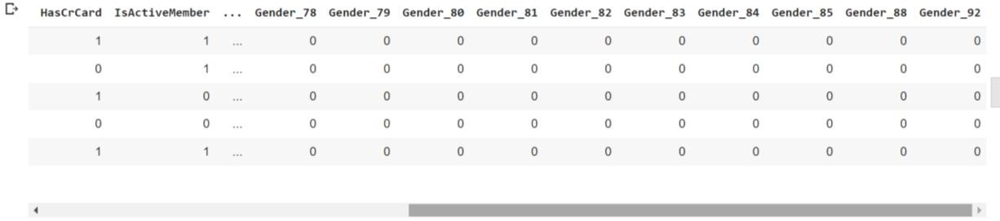 HasCrCard IsActiveMember ... Gender_78 Gender_79 Gender_80 Gender_81 Gender_82 Gender_83 Gender_84 Gender_85 Gender_88 Gender_92
1 1 ... 0 0 0 0 0 0 0 0 0 0
0 1 ... 0 0 0 0 0 0 0 0 0 0
1 0 ... 0 0 0 0 0 0 0 0 0 0
0 0 ... 0 0 0 0 0 0 0 0 0 0
1 1 ... 0 0 0 0 0 0 0 0 0 0